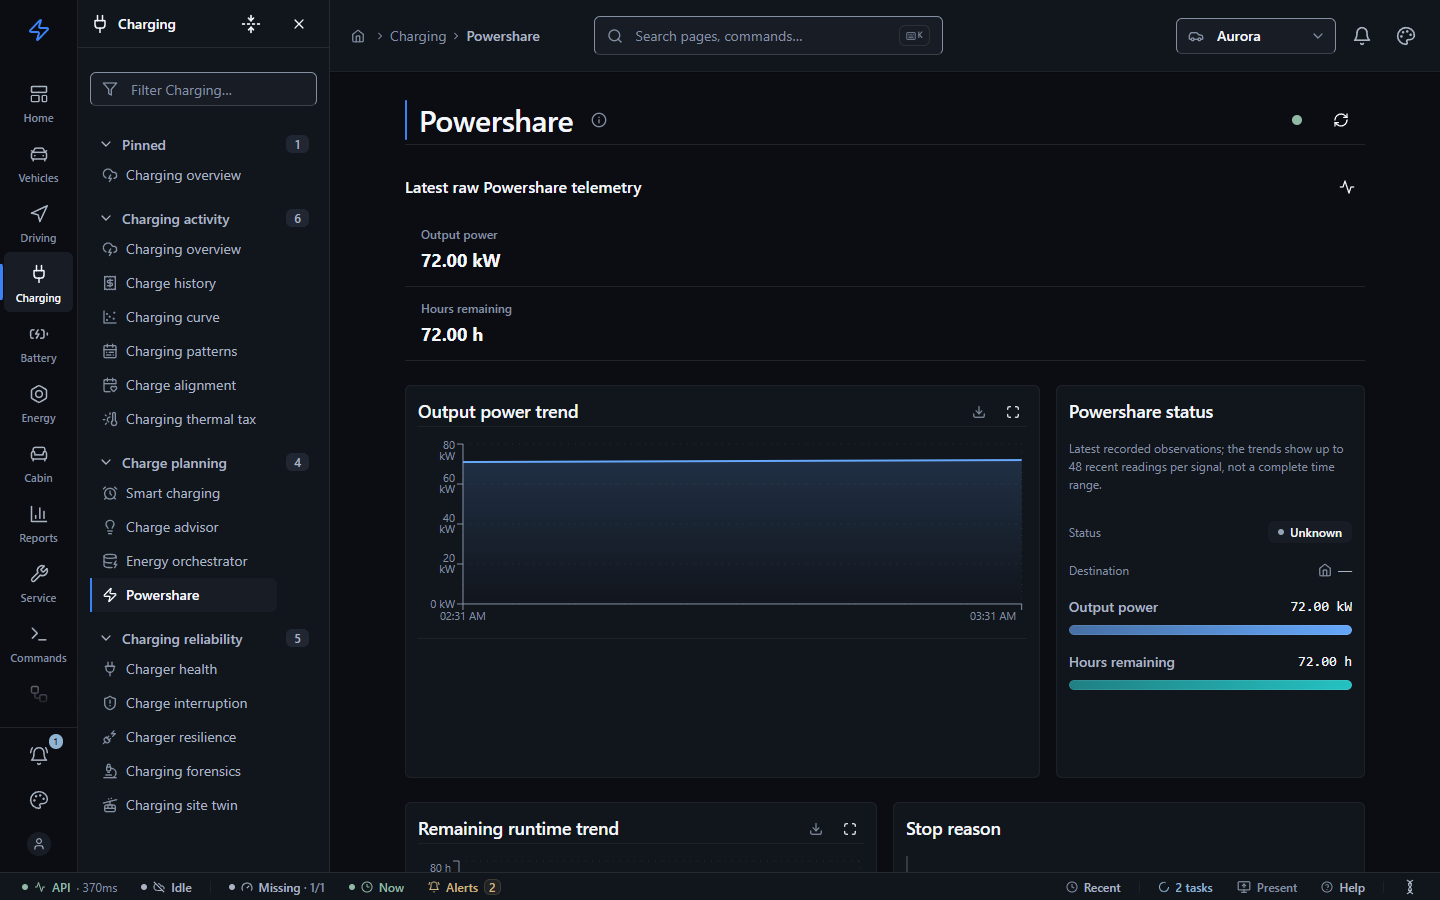 Charging
Home
Vehicles
Driving
Charging
Battery
Energy
Cabin
Reports
Service
Commands
1
Filter Charging...
Pinned
1
Charging overview
Charging activity
6
Charging overview
Charge history
Charging curve
Charging patterns
Charge alignment
Charging thermal tax
Charge planning
4
Smart charging
Charge advisor
Energy orchestrator
Powershare
Charging reliability
5
Charger health
Charge interruption
Charger resilience
Charging forensics
Charging site twin
Charging
Powershare
Search pages, commands...
K
Aurora
Powershare
Latest raw Powershare telemetry
Output power
72.00 kW
Hours remaining
72.00 h
Output power trend
80
kW
60
kW
40
kW
20
kW
0 kW
02:31 AM
03:31 AM
Powershare status
Latest recorded observations; the trends show up to
48 recent readings per signal, not a complete time
range.
Status
Unknown
Destination
—
Output power
72.00 kW
Hours remaining
72.00 h
Remaining runtime trend
80 h
Stop reason
API · 370ms
Idle
Missing · 1/1
Now
Alerts 2
Recent
2 tasks
Present
Help